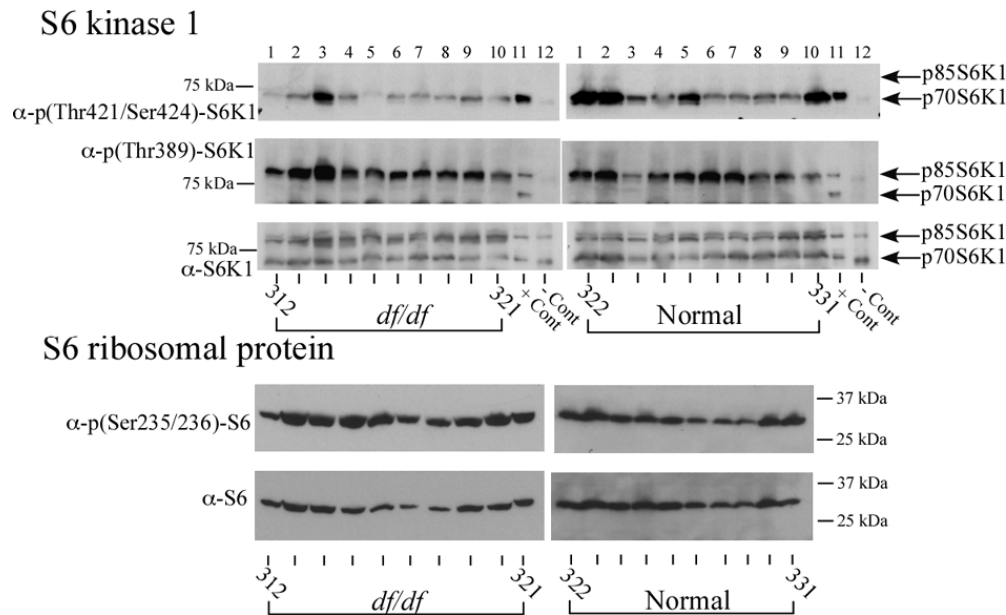 S6 kinase 1
1 2 3 4 5 6 7 8 9 10 11 12 1 2 3 4 5 6 7 8 9 10 11 12
75 kDa
α-p(Thr421/Ser424)-S6K1
p85S6K1
p70S6K1
α-p(Thr389)-S6K1
75 kDa
p85S6K1
p70S6K1
75 kDa
α-S6K1
p85S6K1
p70S6K1
312 321 + Cont - Cont 322 331 + Cont - Cont
df/df Normal
S6 ribosomal protein
α-p(Ser235/236)-S6
37 kDa
25 kDa
α-S6
37 kDa
25 kDa
312 321 322 331
df/df Normal